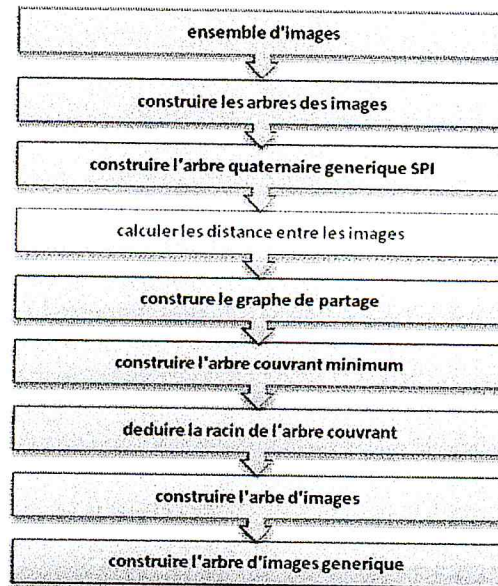 ensemble d'images
construire les arbres des images
construire l'arbre quaternaire generique SPI
calculer les distance entre les images
construre le graphe de partage
construire l'arbre couvrant minimum
deduire la racin de l'arbre couvrant
construire l'arbe d'images
construire l'arbre d'images generique